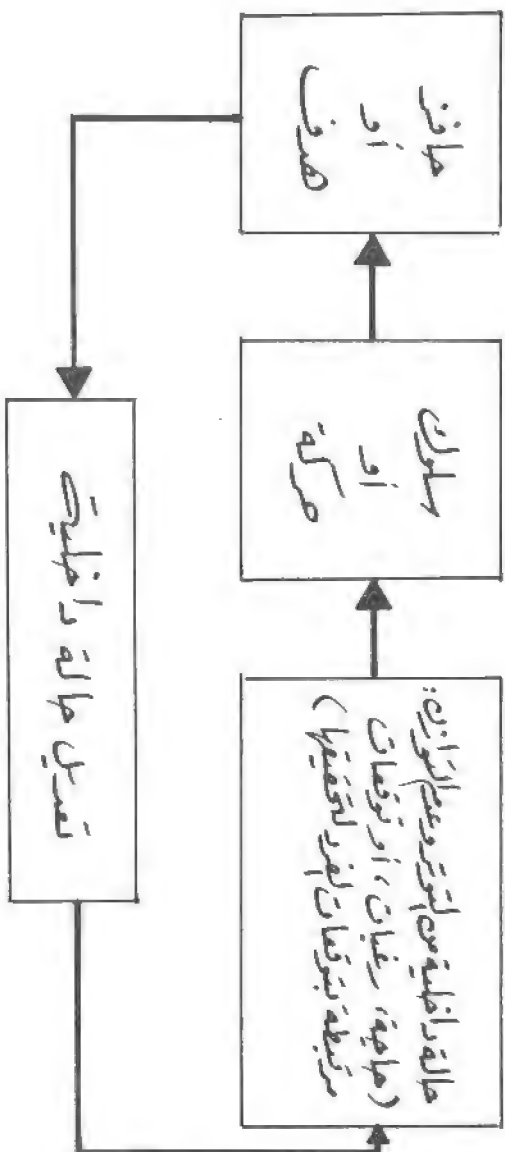 حالة داخلية من التوتر وعدم التوازن:
(حاجة، رغبات، أو توقعات
مرتبطة بتوقعات الفرد لتحقيقها)
سلوك
أو
حركة
حافز
أو
هدف
تعديل حالة داخلية